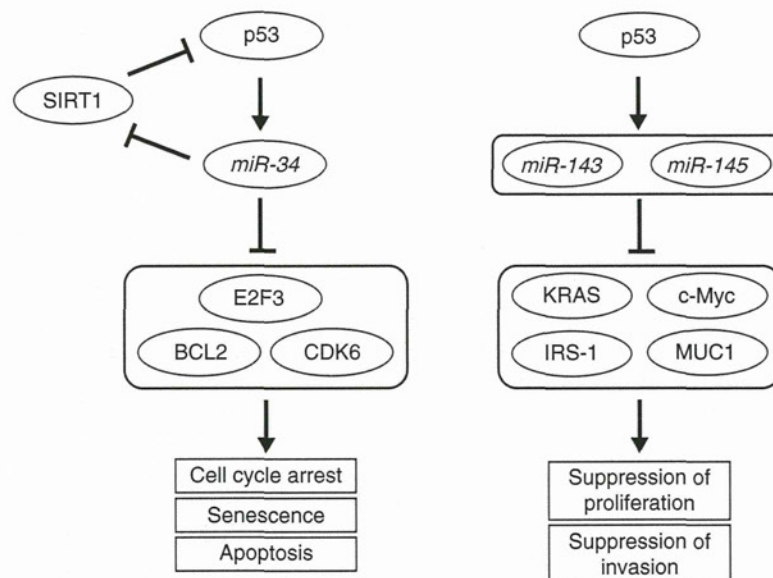 p53
SIRT1
miR-34
E2F3
BCL2
CDK6
Cell cycle arrest
Senescence
Apoptosis
p53
miR-143
miR-145
KRAS
c-Myc
IRS-1
MUC1
Suppression of
proliferation
Suppression of
invasion